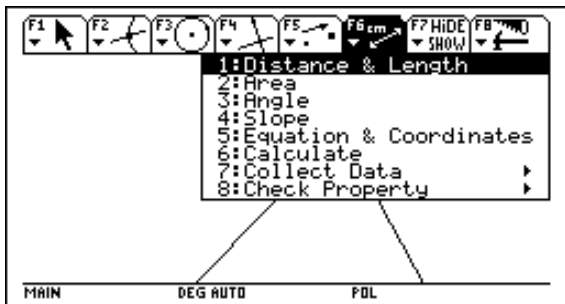 F1 F2 F3 F4 F5 F6 cm F7 HiDE SHOW F8
1:Distance & Length
2:Area
3:Angle
4:Slope
5:Equation & Coordinates
6:Calculate
7:Collect Data
8:Check Property
MAIN DEG AUTO POL